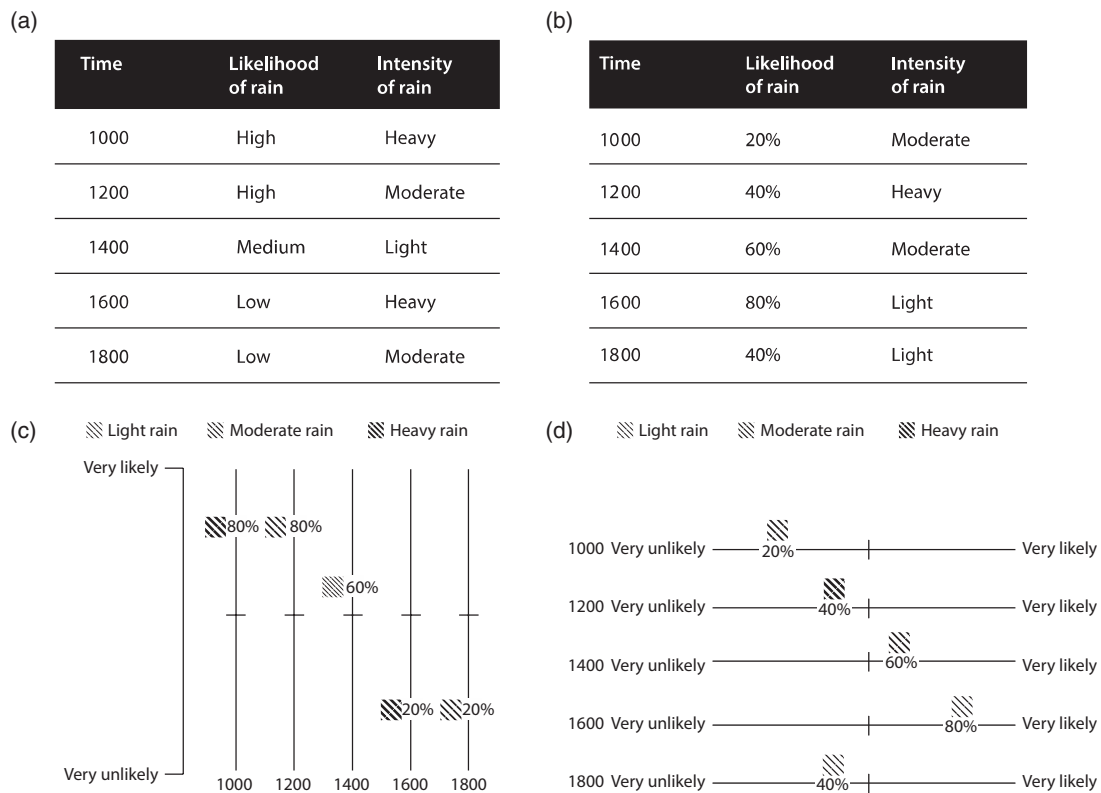 (a)
Time Likelihood of rain Intensity of rain
1000 High Heavy
1200 High Moderate
1400 Medium Light
1600 Low Heavy
1800 Low Moderate
(b)
Time Likelihood of rain Intensity of rain
1000 20% Moderate
1200 40% Heavy
1400 60% Moderate
1600 80% Light
1800 40% Light
(c)
Light rain Moderate rain Heavy rain
Very likely
80% 80%
60%
20% 20%
Very unlikely
1000 1200 1400 1600 1800
(d)
Light rain Moderate rain Heavy rain
1000 Very unlikely 20% Very likely
1200 Very unlikely 40% Very likely
1400 Very unlikely 60% Very likely
1600 Very unlikely 80% Very likely
1800 Very unlikely 40% Very likely